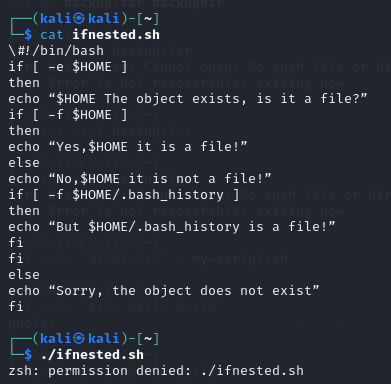 ┌──(kali㉿kali)-[~]
└─$ cat ifnested.sh
\#!/bin/bash
if [ -e $HOME ]
then
echo “$HOME The object exists, is it a file?”
if [ -f $HOME ]
then
echo “Yes,$HOME it is a file!”
else
echo “No,$HOME it is not a file!”
if [ -f $HOME/.bash_history ]
then
echo “But $HOME/.bash_history is a file!”
fi
fi
else
echo “Sorry, the object does not exist”
fi
┌──(kali㉿kali)-[~]
└─$ ./ifnested.sh
zsh: permission denied: ./ifnested.sh